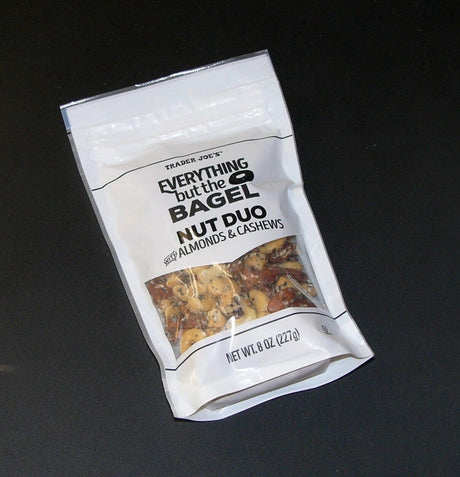 TRADER JOE'S
EVERYTHING
but the
BAGEL
NUT DUO
ALMONDS & CASHEWS
NET WT. 8 OZ (227g)